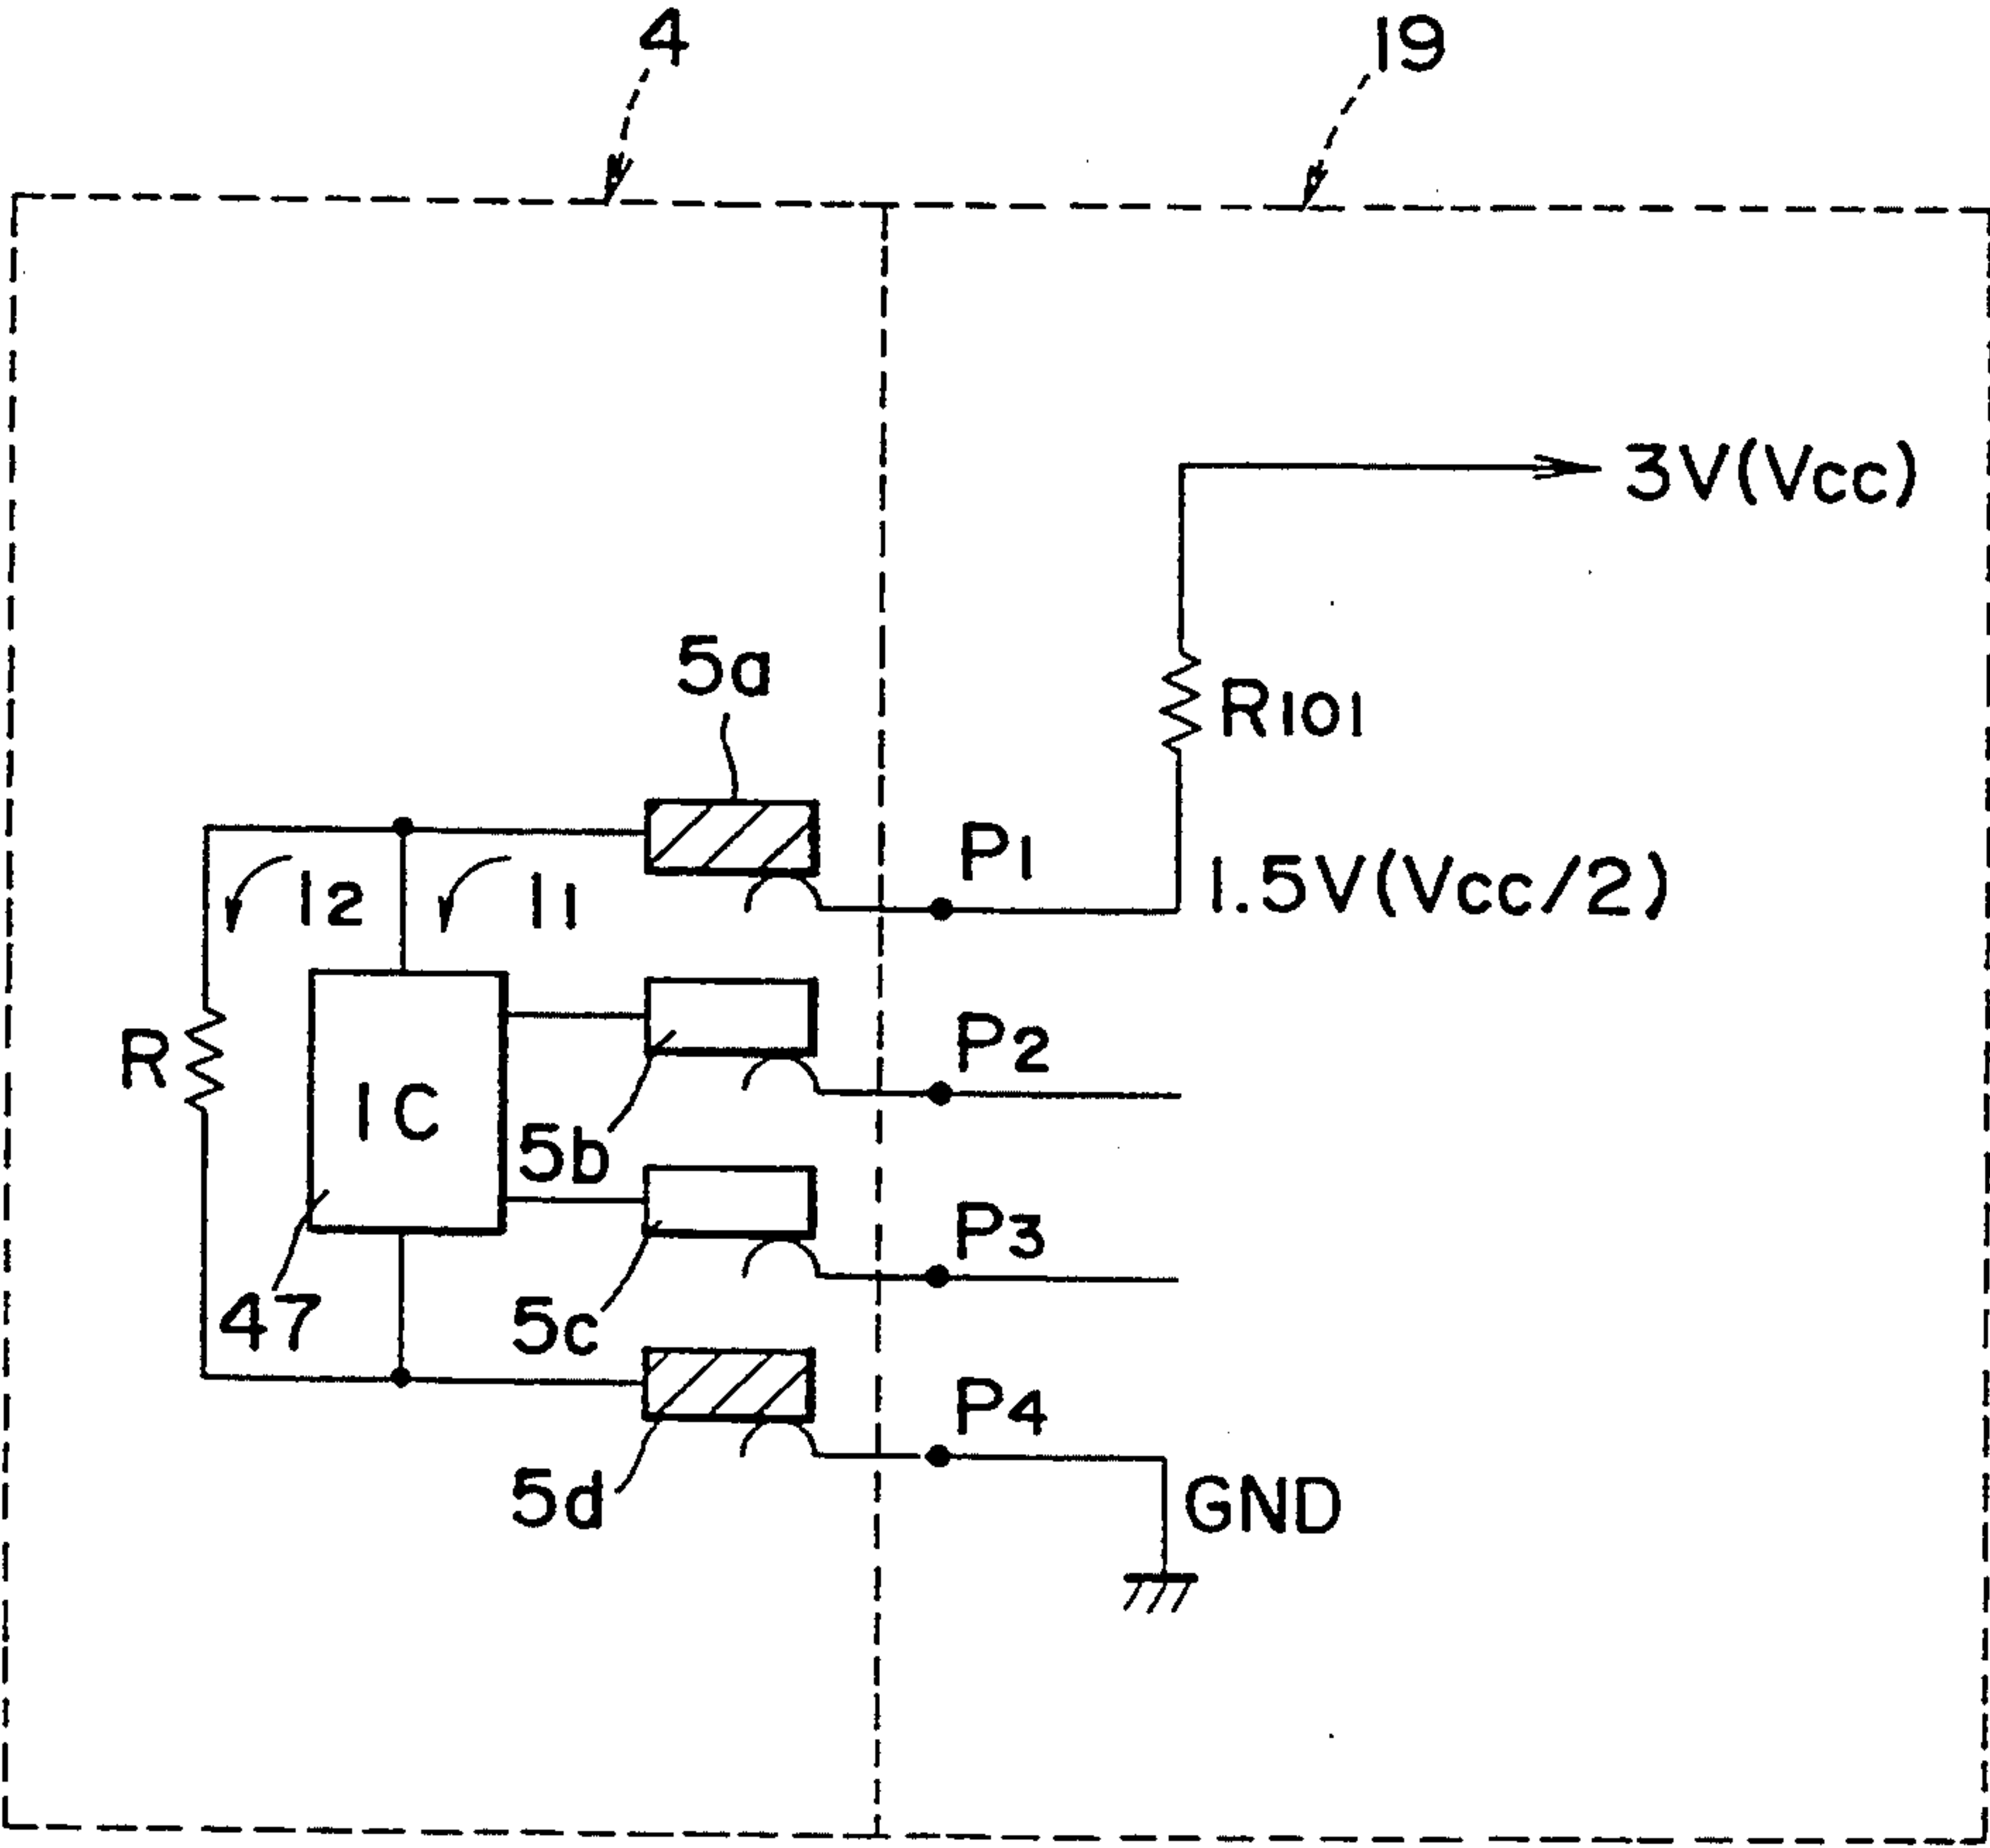 4
19
3V(Vcc)
5a
R101
P1
1.5V(Vcc/2)
I2
I1
P2
R
IC
5b
P3
47
5c
P4
5d
GND